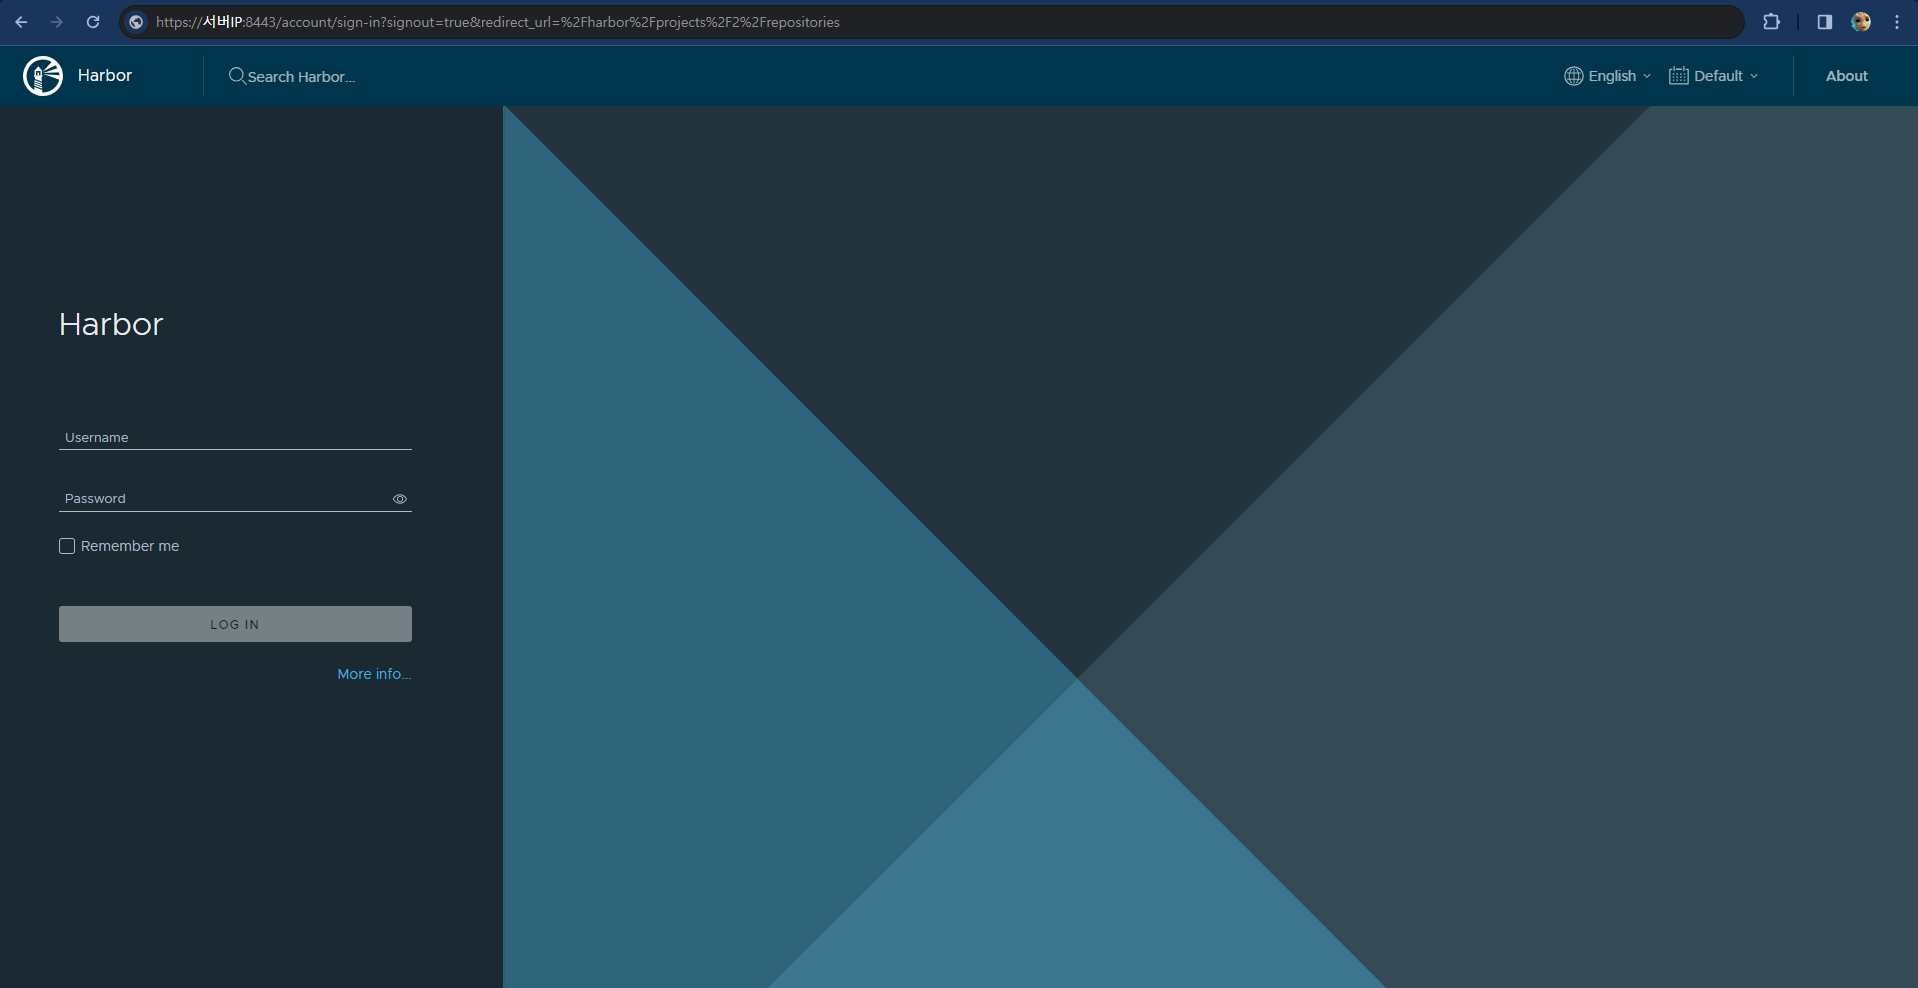 https://서버IP:8443/account/sign-in?signout=true&redirect_url=%2Fharbor%2Fprojects%2F2%2Frepositories
Harbor
Search Harbor...
English
Default
About
Harbor
Username
Password
Remember me
LOG IN
More info...